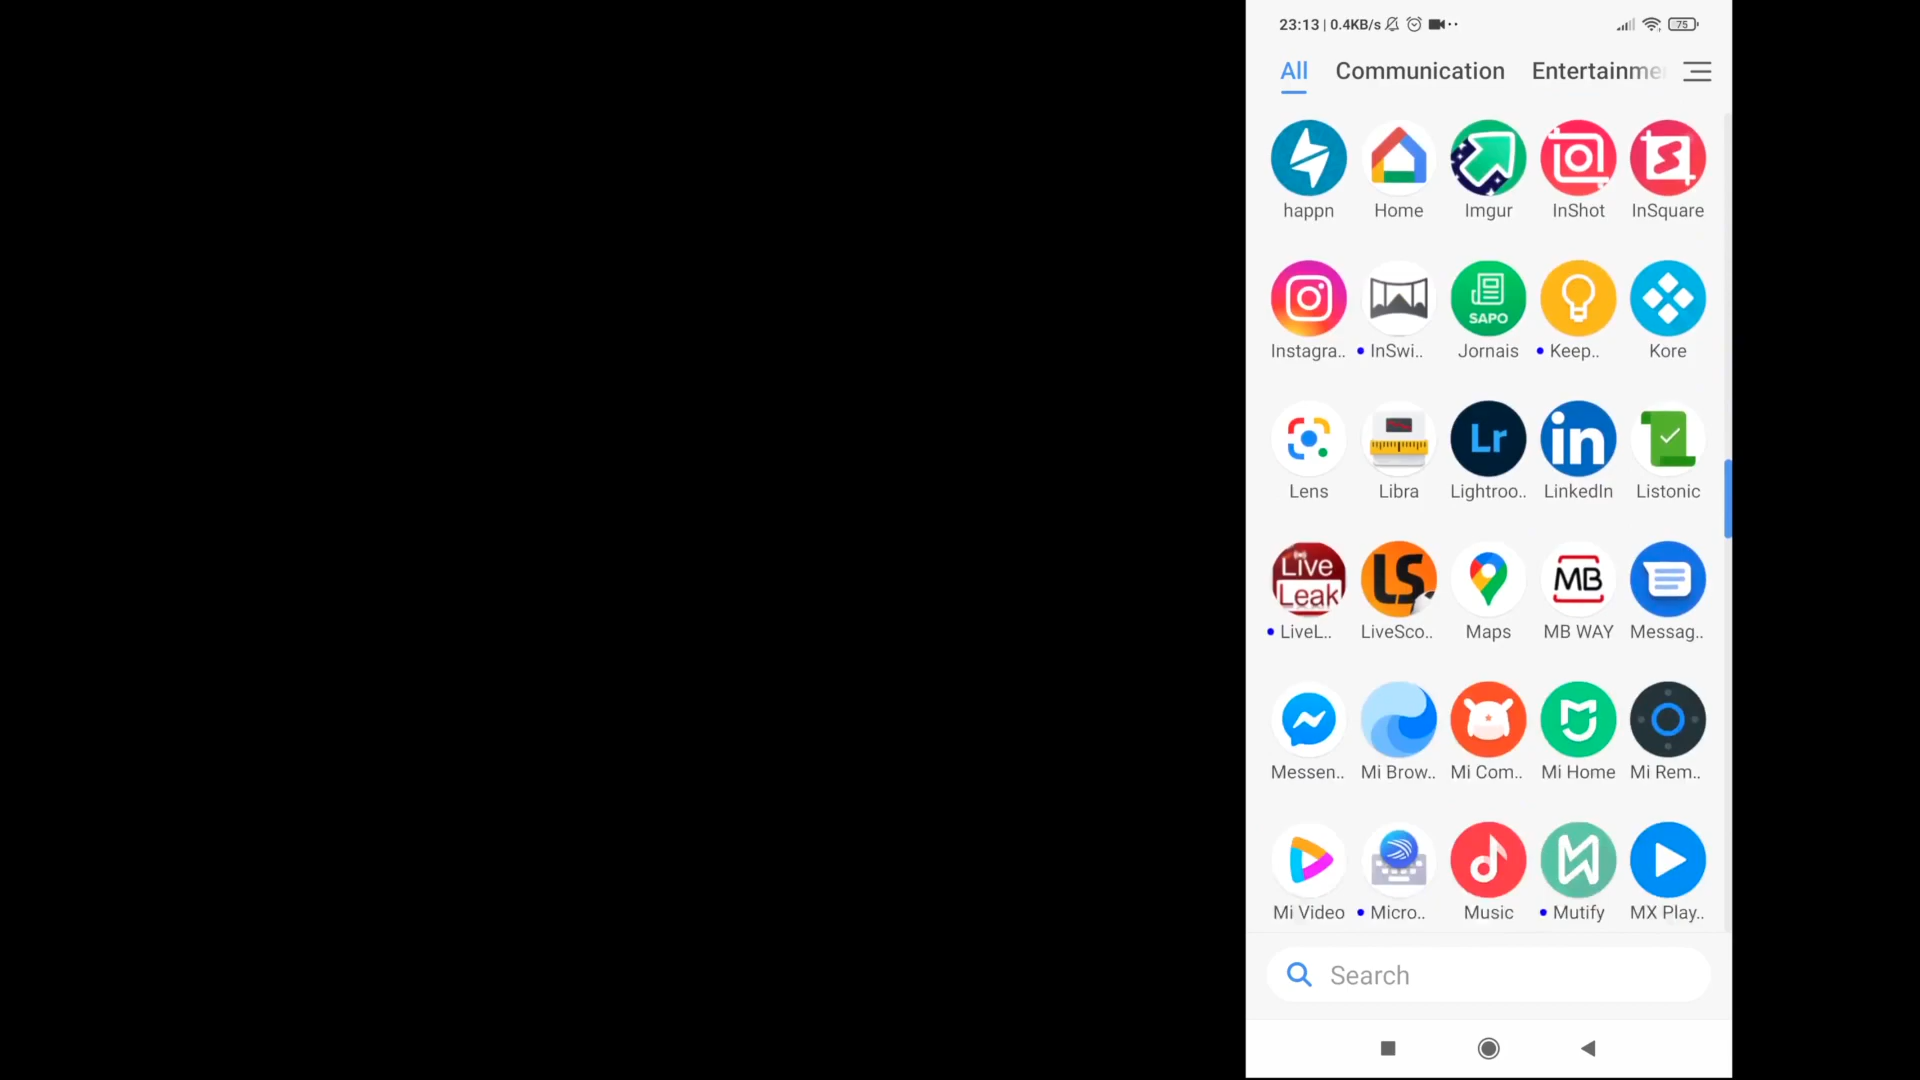 23:13 | 0.4KB/s 75
All Communication Entertainme
happn Home Imgur InShot InSquare
SAPO
Instagra.. InSwi.. Jornais Keep.. Kore
Lr in
Lens Libra Lightroo.. LinkedIn Listonic
Live Leak LS MB
LiveL.. LiveSco.. Maps MB WAY Messag..
Messen.. Mi Brow.. Mi Com.. Mi Home Mi Rem..
Mi Video Micro.. Music Mutify MX Play..
Search